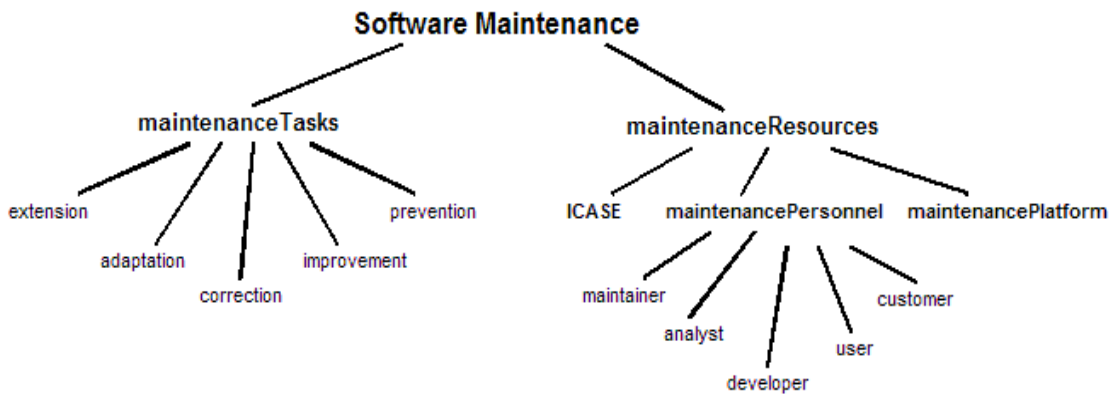 Software Maintenance
maintenanceTasks
maintenanceResources
extension
prevention
ICASE
maintenancePersonnel
maintenancePlatform
adaptation
improvement
correction
maintainer
customer
analyst
user
developer